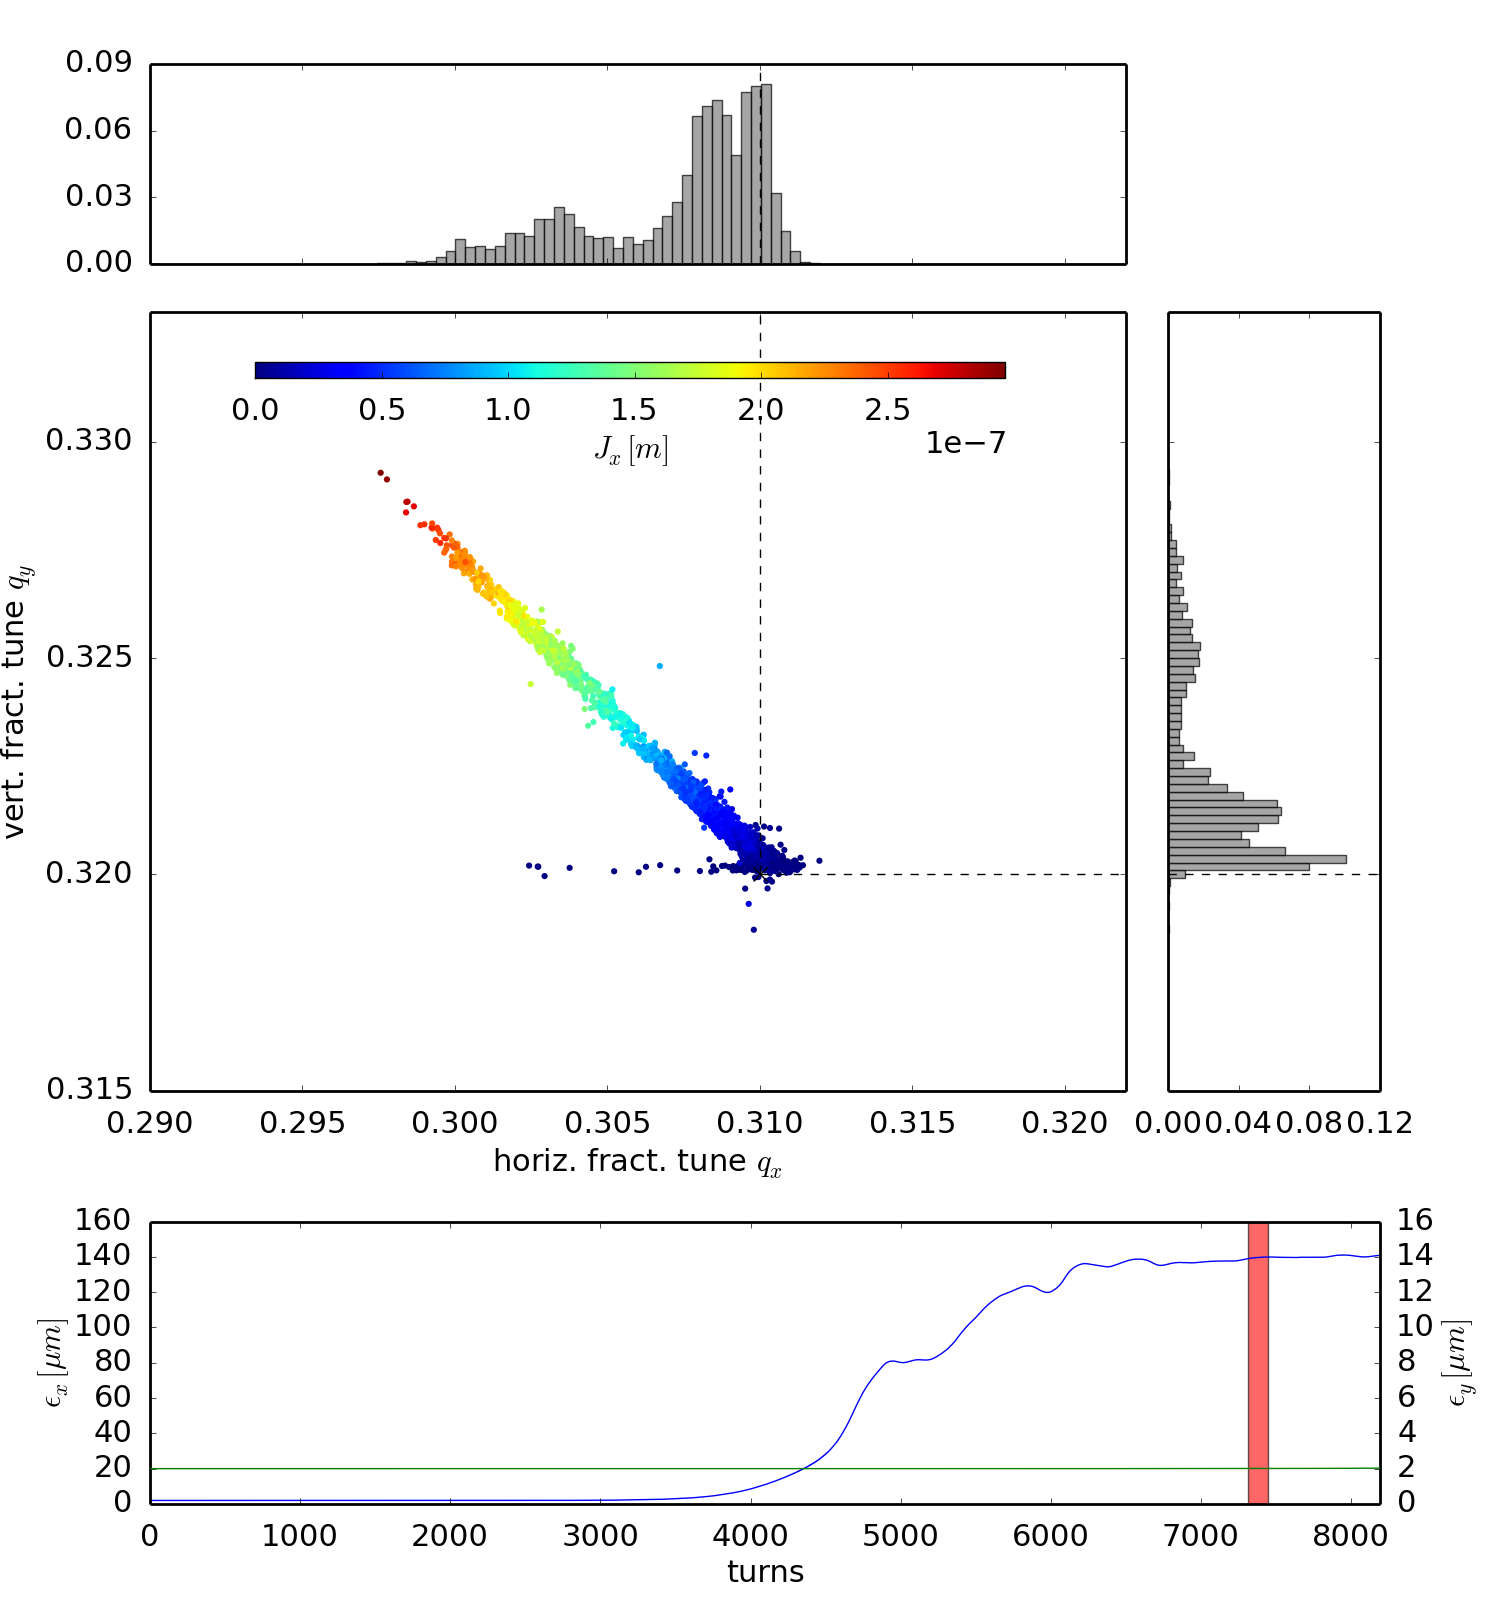 0.09
0.06
0.03
0.00
0.0 0.5 1.0 1.5 2.0 2.5
J_x [m]
1e−7
0.330
0.325
0.320
0.315
vert. fract. tune q_y
0.290 0.295 0.300 0.305 0.310 0.315 0.320
0.00 0.04 0.08 0.12
horiz. fract. tune q_x
160
140
120
100
80
60
40
20
0
ϵ_x [μm]
16
14
12
10
8
6
4
2
0
ϵ_y [μm]
0 1000 2000 3000 4000 5000 6000 7000 8000
turns